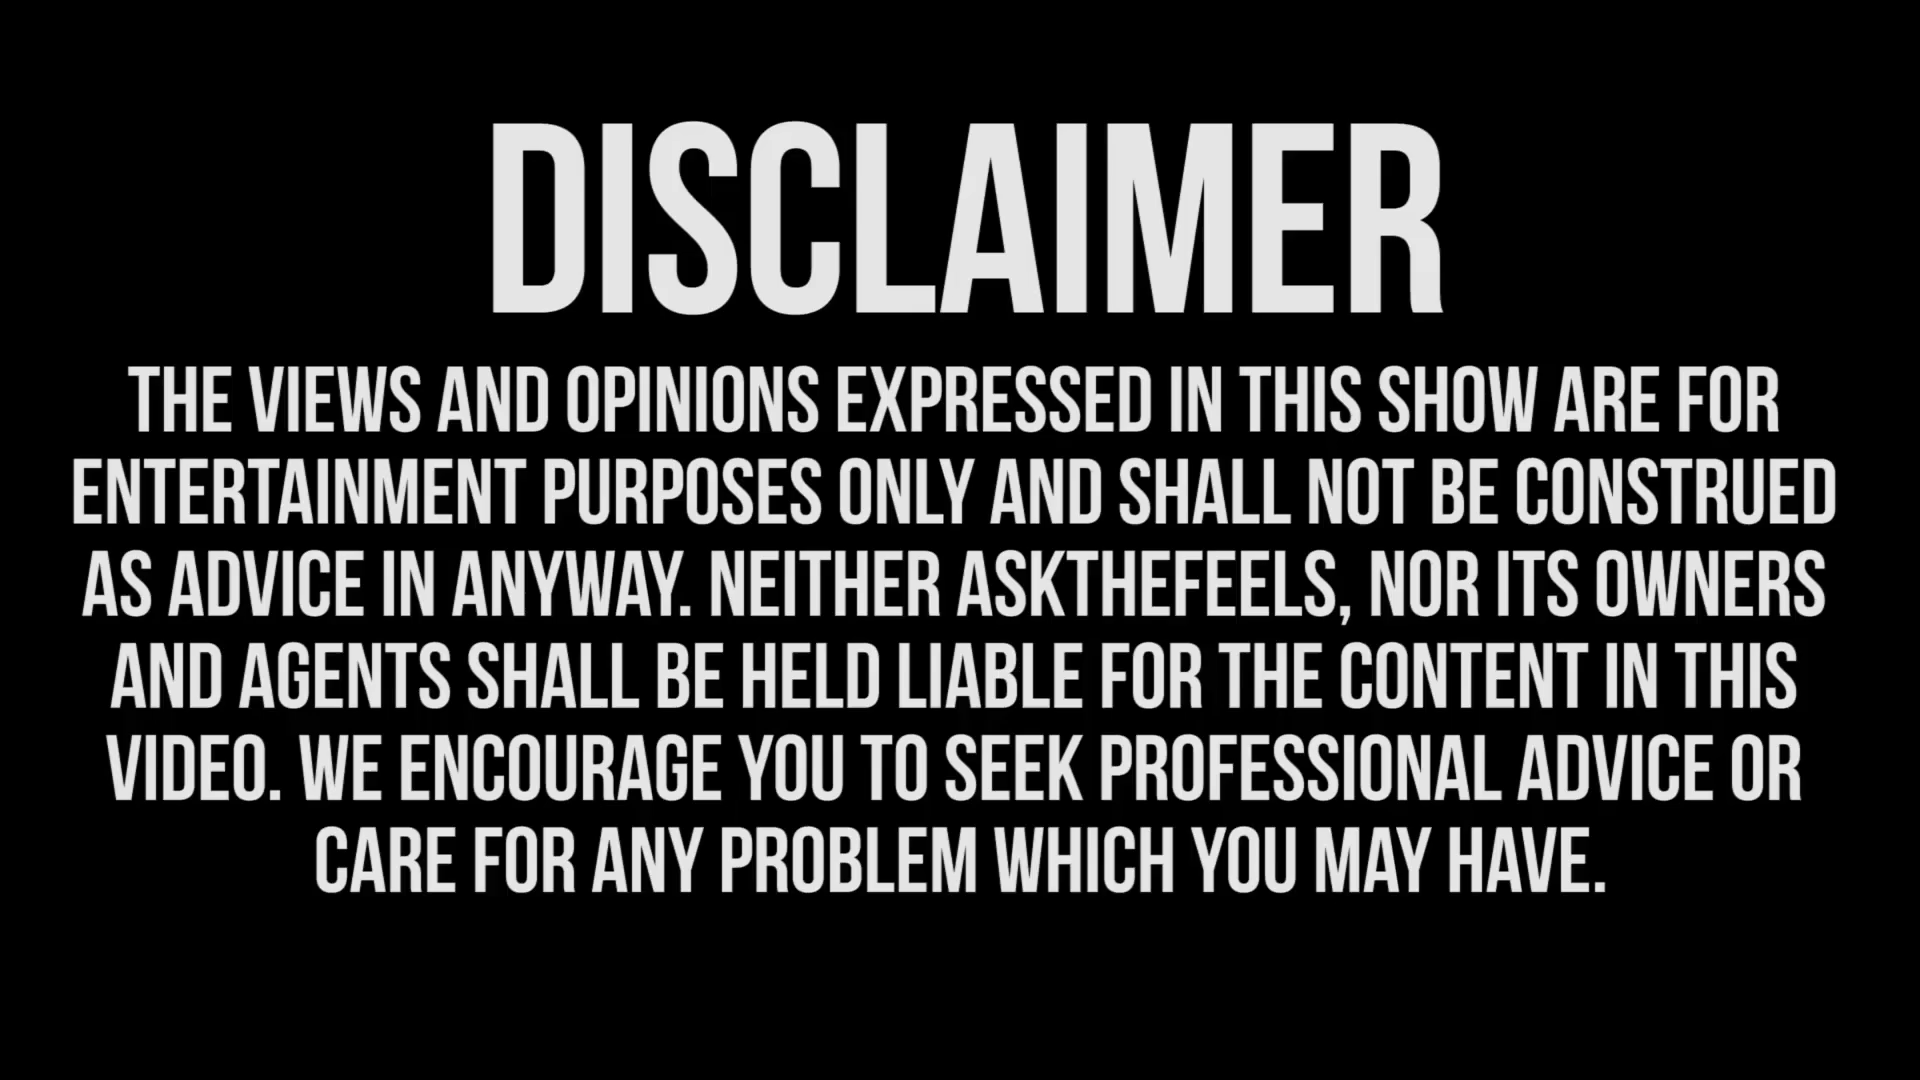 DISCLAIMER
THE VIEWS AND OPINIONS EXPRESSED IN THIS SHOW ARE FOR
ENTERTAINMENT PURPOSES ONLY AND SHALL NOT BE CONSTRUED
AS ADVICE IN ANYWAY. NEITHER ASKTHEFEELS, NOR ITS OWNERS
AND AGENTS SHALL BE HELD LIABLE FOR THE CONTENT IN THIS
VIDEO. WE ENCOURAGE YOU TO SEEK PROFESSIONAL ADVICE OR
CARE FOR ANY PROBLEM WHICH YOU MAY HAVE.